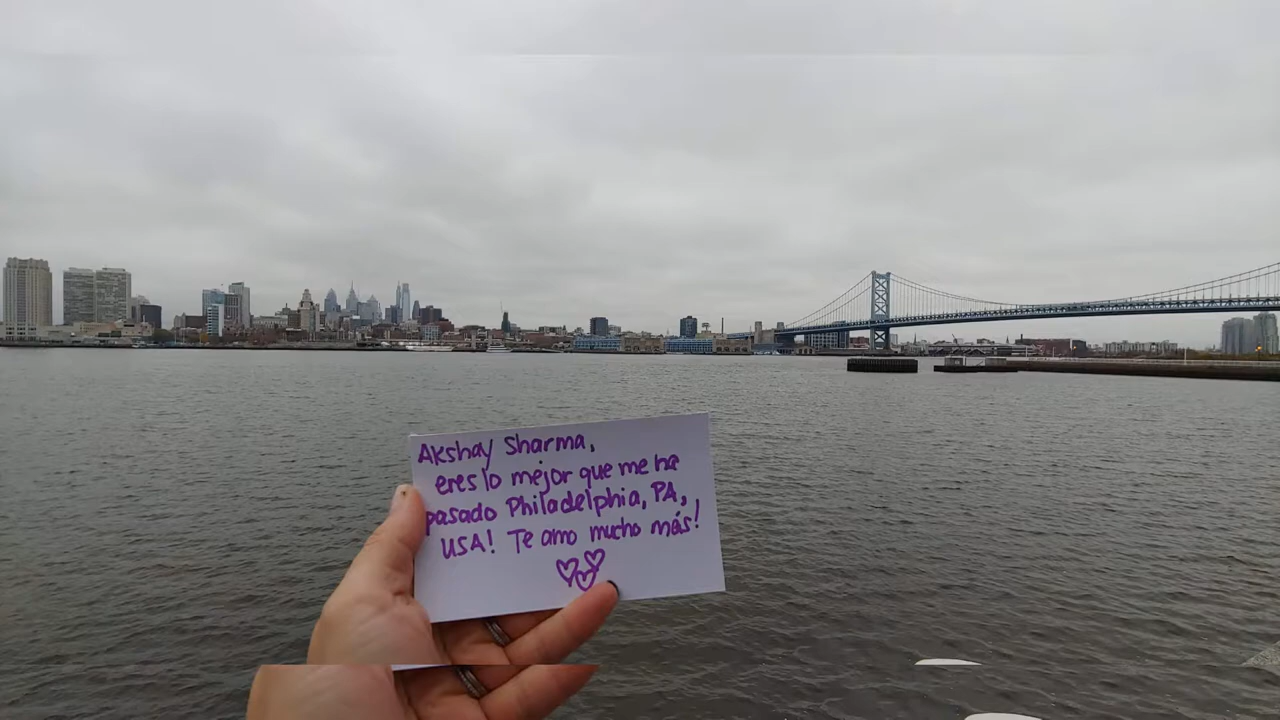 Akshay Sharma,
eres lo mejor que me ha
pasado Philadelphia, PA,
USA! Te amo mucho más!